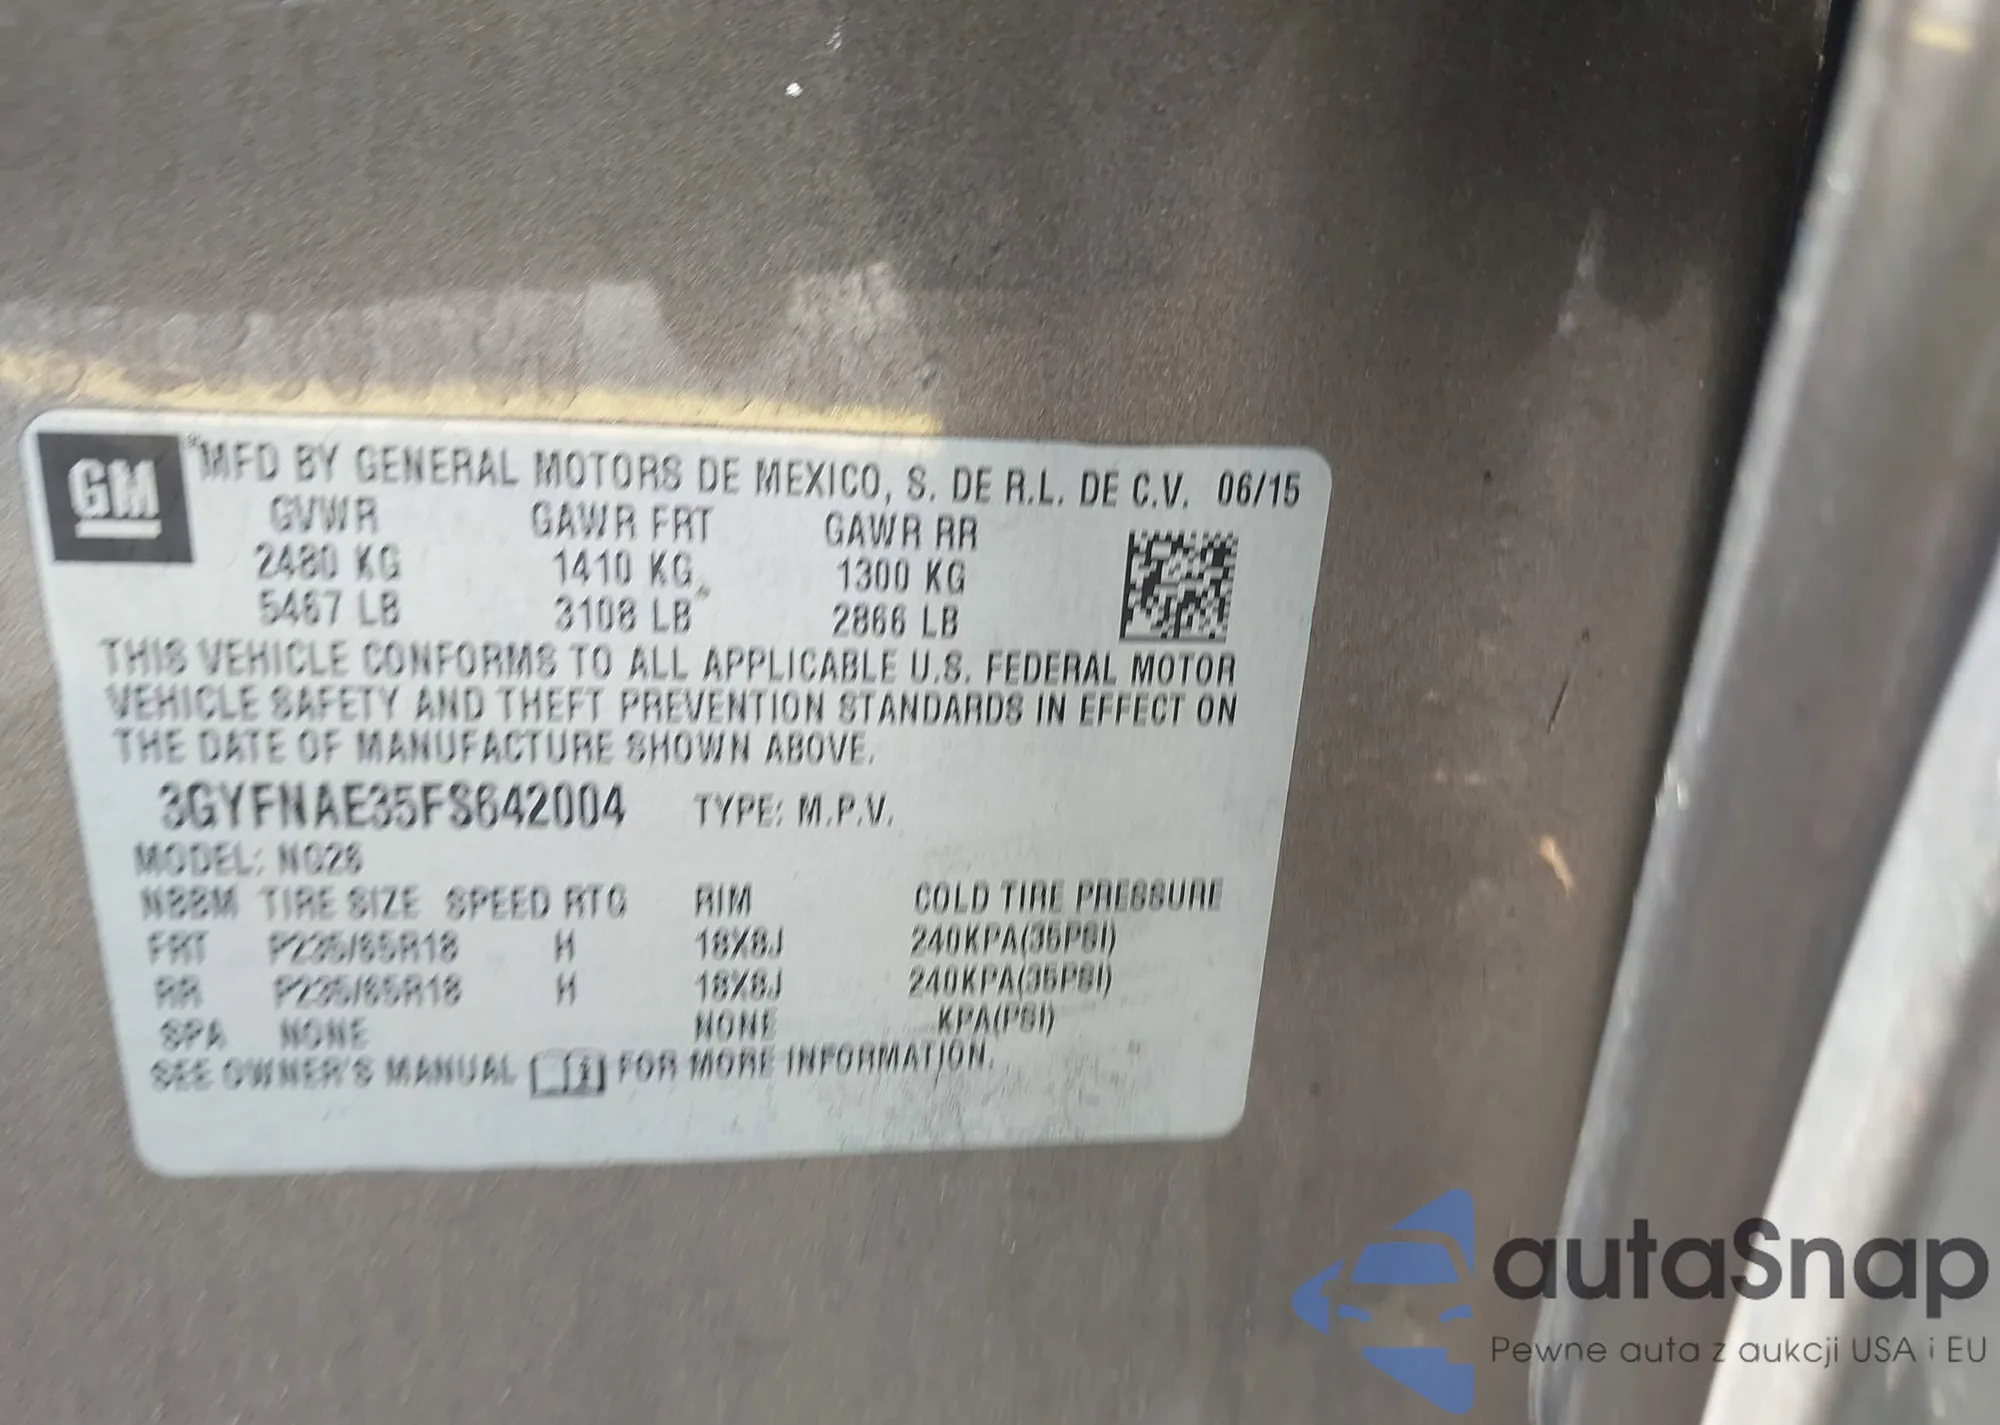 GM
"MFD BY GENERAL MOTORS DE MEXICO, S. DE R.L. DE C.V. 06/15
GVWR GAWR FRT GAWR RR
2480 KG 1410 KG 1300 KG
5467 LB 3108 LB 2866 LB
THIS VEHICLE CONFORMS TO ALL APPLICABLE U.S. FEDERAL MOTOR
VEHICLE SAFETY AND THEFT PREVENTION STANDARDS IN EFFECT ON
THE DATE OF MANUFACTURE SHOWN ABOVE.
3GYFNAE35FS642004 TYPE: M.P.V.
MODEL: NG26
NBBM TIRE SIZE SPEED RTG RIM COLD TIRE PRESSURE
FRT P235/65R18 H 18X8J 240KPA(35PSI)
RR P235/65R18 H 18X8J 240KPA(35PSI)
SPA NONE NONE KPA(PSI)
SEE OWNER'S MANUAL FOR MORE INFORMATION.
autaSnap
Pewne auta z aukcji USA i EU